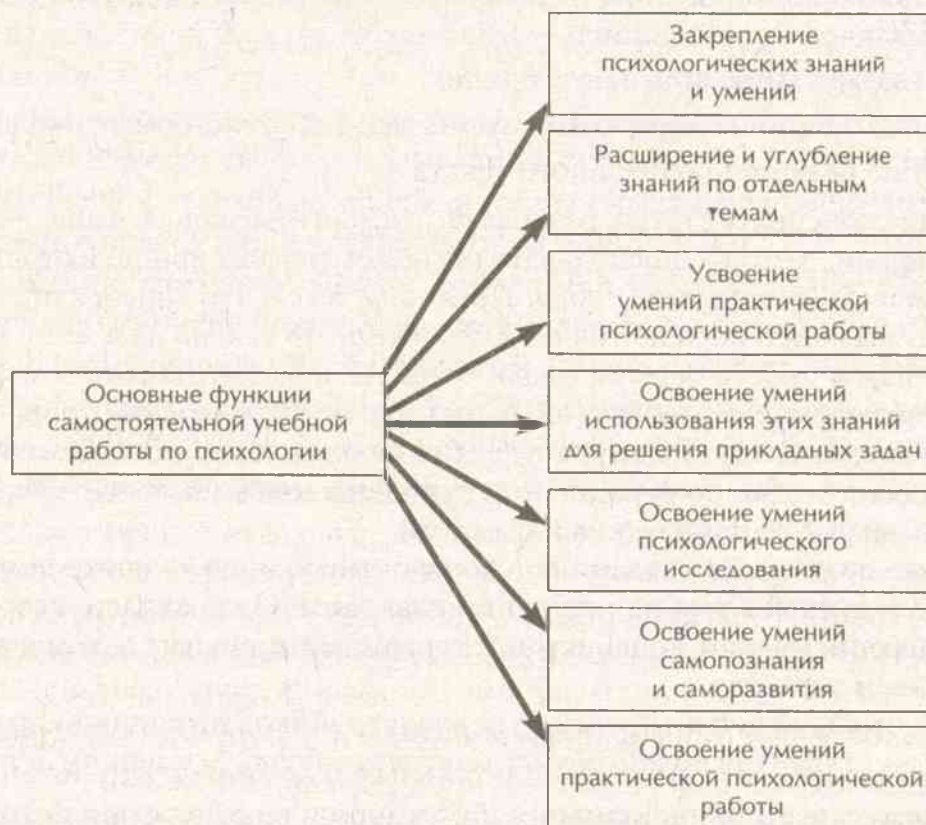 Закрепление
психологических знаний
и умений
Расширение и углубление
знаний по отдельным
темам
Усвоение
умений практической
психологической работы
Основные функции
самостоятельной учебной
работы по психологии
Освоение умений
использования этих знаний
для решения прикладных задач
Освоение умений
психологического
исследования
Освоение умений
самопознания
и саморазвития
Освоение умений
практической психологической
работы